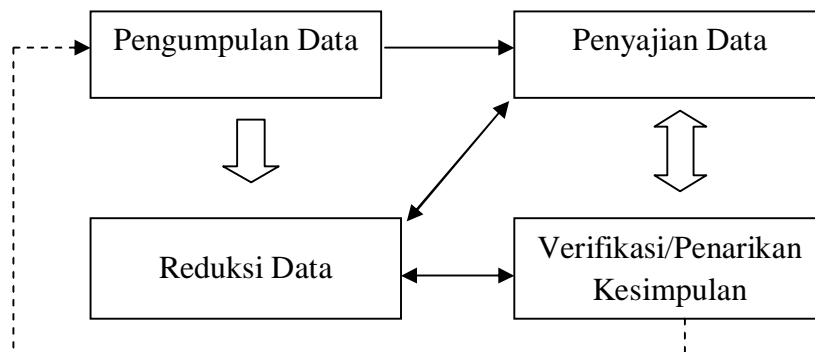 Pengumpulan Data
Penyajian Data
Reduksi Data
Verifikasi/Penarikan
Kesimpulan